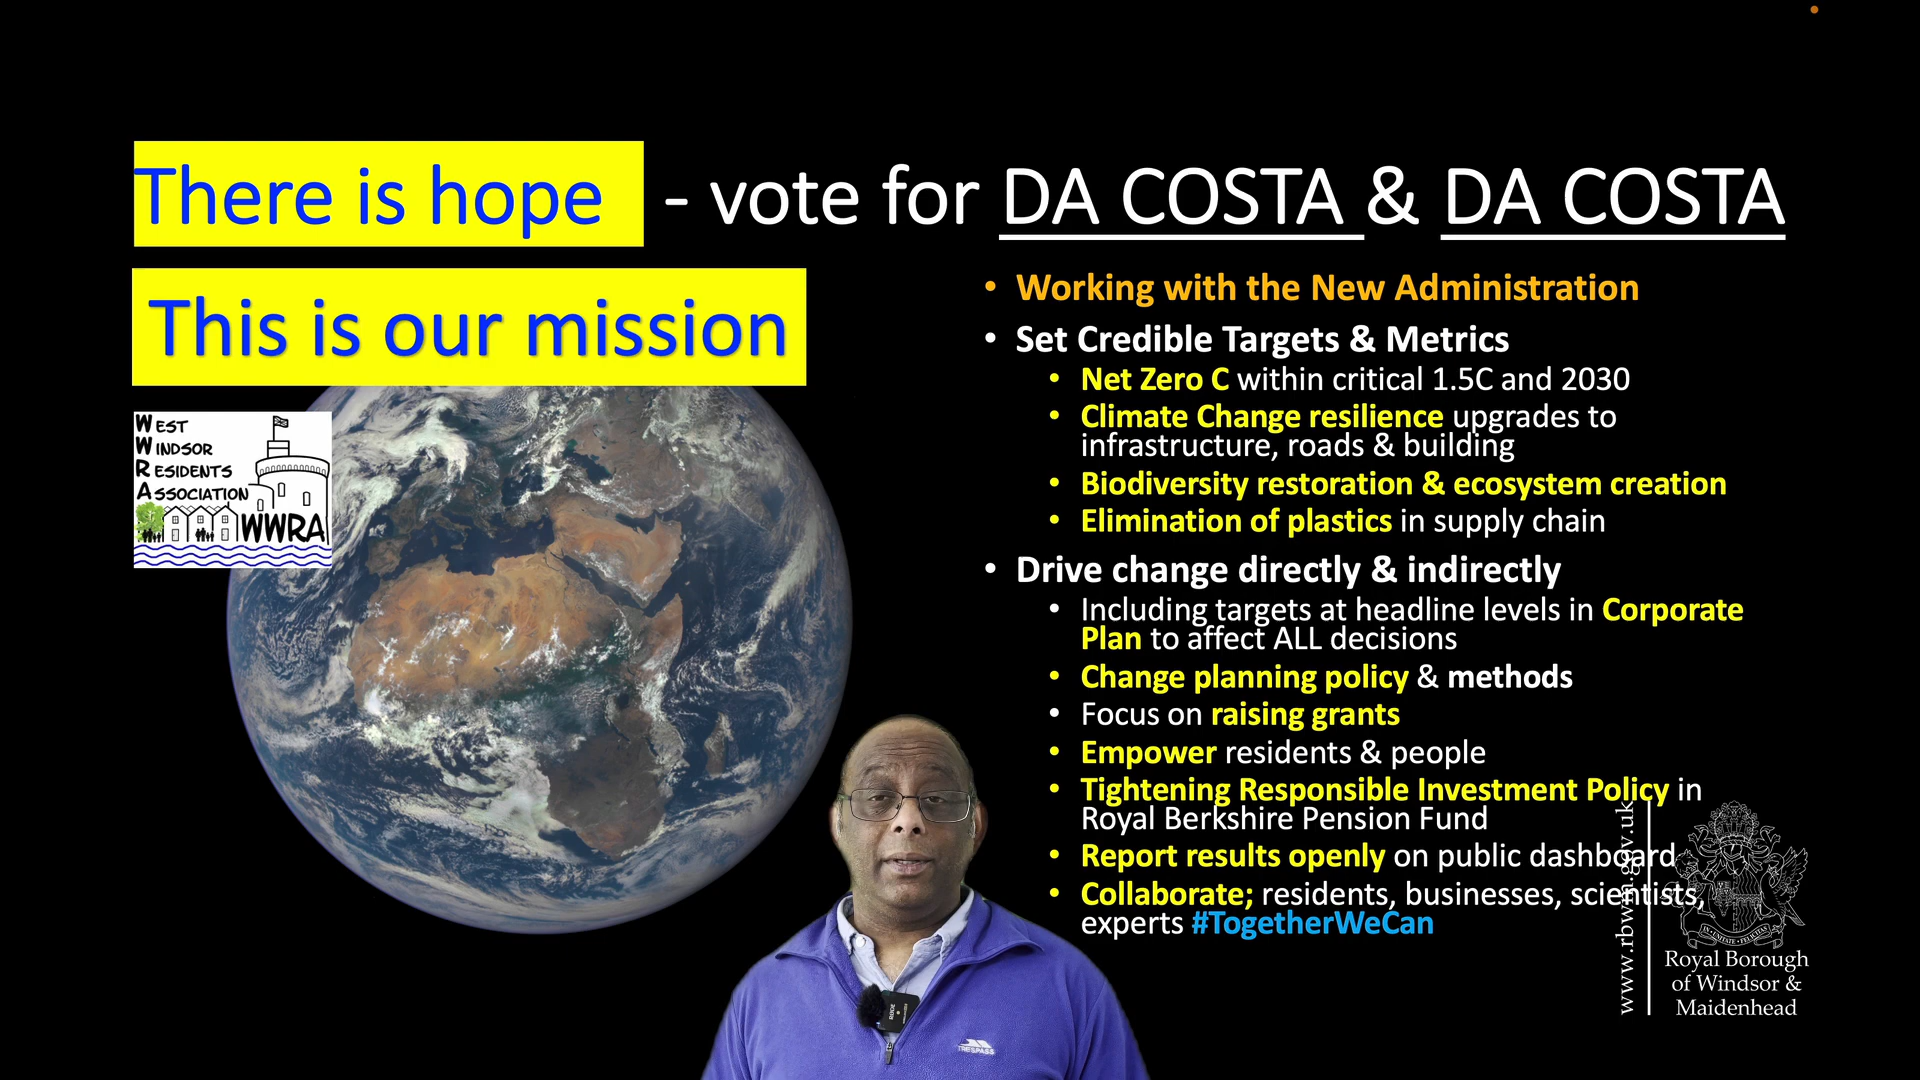 There is hope - vote for DA COSTA & DA COSTA
This is our mission
WEST
WINDSOR
RESIDENTS
ASSOCIATION
WWRA
• Working with the New Administration
• Set Credible Targets & Metrics
• Net Zero C within critical 1.5C and 2030
• Climate Change resilience upgrades to
infrastructure, roads & building
• Biodiversity restoration & ecosystem creation
• Elimination of plastics in supply chain
• Drive change directly & indirectly
• Including targets at headline levels in Corporate
Plan to affect ALL decisions
• Change planning policy & methods
• Focus on raising grants
• Empower residents & people
• Tightening Responsible Investment Policy in
Royal Berkshire Pension Fund
• Report results openly on public dashboard
• Collaborate; residents, businesses, scientists,
experts #TogetherWeCan
www.rbwm.gov.uk
Royal Borough
of Windsor &
Maidenhead
RODE
TRESPASS